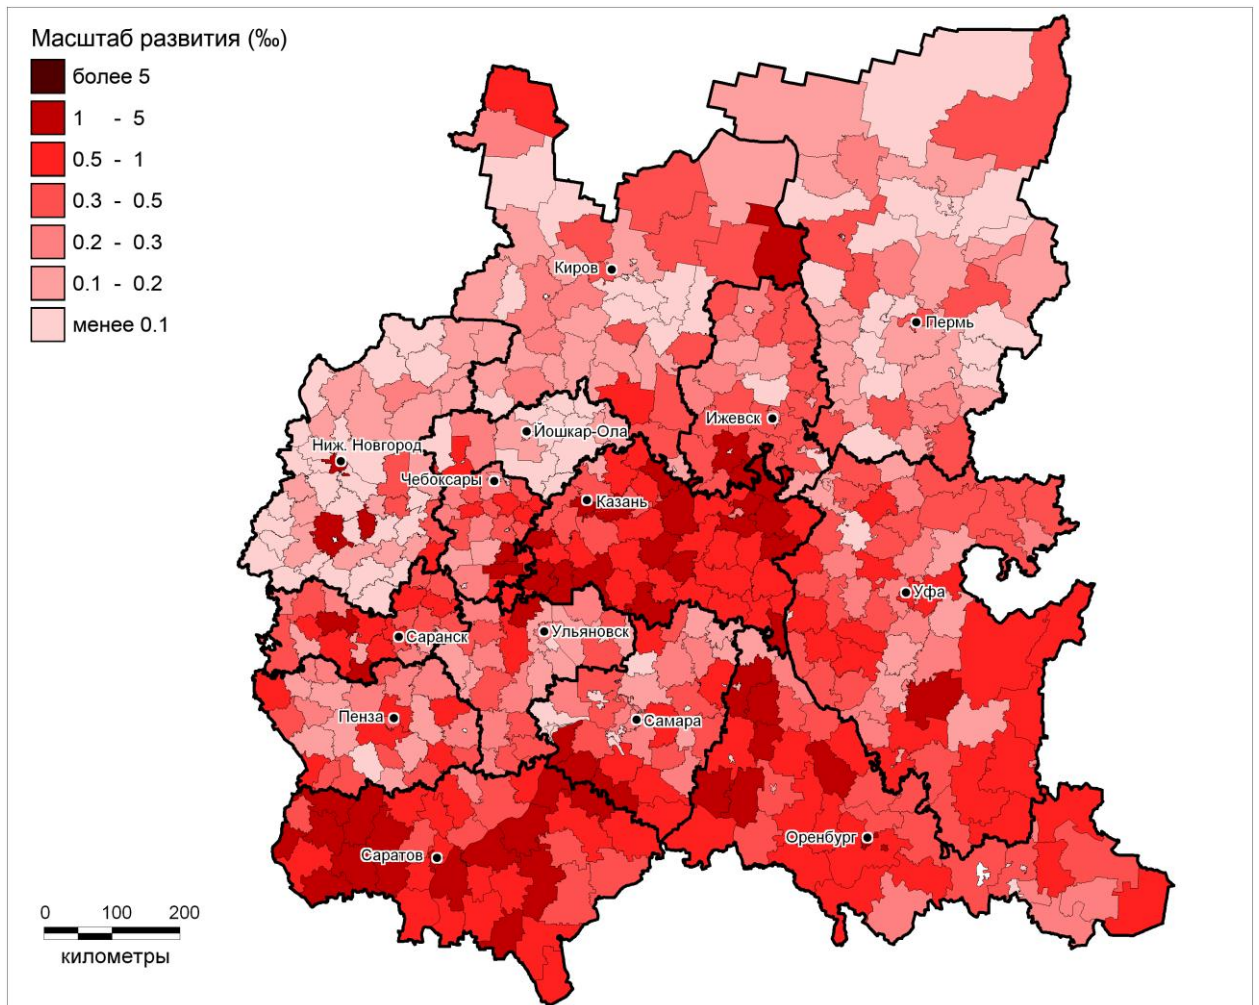 Масштаб развития (‰)
более 5
1 - 5
0.5 - 1
0.3 - 0.5
0.2 - 0.3
0.1 - 0.2
менее 0.1
Киров
Пермь
Ижевск
Йошкар-Ола
Ниж. Новгород
Чебоксары
Казань
Уфа
Ульяновск
Саранск
Пенза
Самара
Оренбург
Саратов
0 100 200
километры